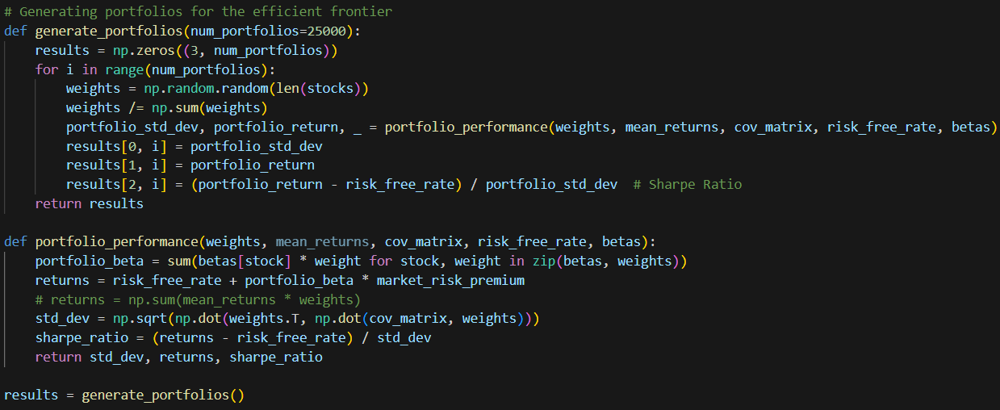 # Generating portfolios for the efficient frontier
def generate_portfolios(num_portfolios=25000):
    results = np.zeros((3, num_portfolios))
    for i in range(num_portfolios):
        weights = np.random.random(len(stocks))
        weights /= np.sum(weights)
        portfolio_std_dev, portfolio_return, _ = portfolio_performance(weights, mean_returns, cov_matrix, risk_free_rate, betas)
        results[0, i] = portfolio_std_dev
        results[1, i] = portfolio_return
        results[2, i] = (portfolio_return - risk_free_rate) / portfolio_std_dev  # Sharpe Ratio
    return results

def portfolio_performance(weights, mean_returns, cov_matrix, risk_free_rate, betas):
    portfolio_beta = sum(betas[stock] * weight for stock, weight in zip(betas, weights))
    returns = risk_free_rate + portfolio_beta * market_risk_premium
    # returns = np.sum(mean_returns * weights)
    std_dev = np.sqrt(np.dot(weights.T, np.dot(cov_matrix, weights)))
    sharpe_ratio = (returns - risk_free_rate) / std_dev
    return std_dev, returns, sharpe_ratio

results = generate_portfolios()